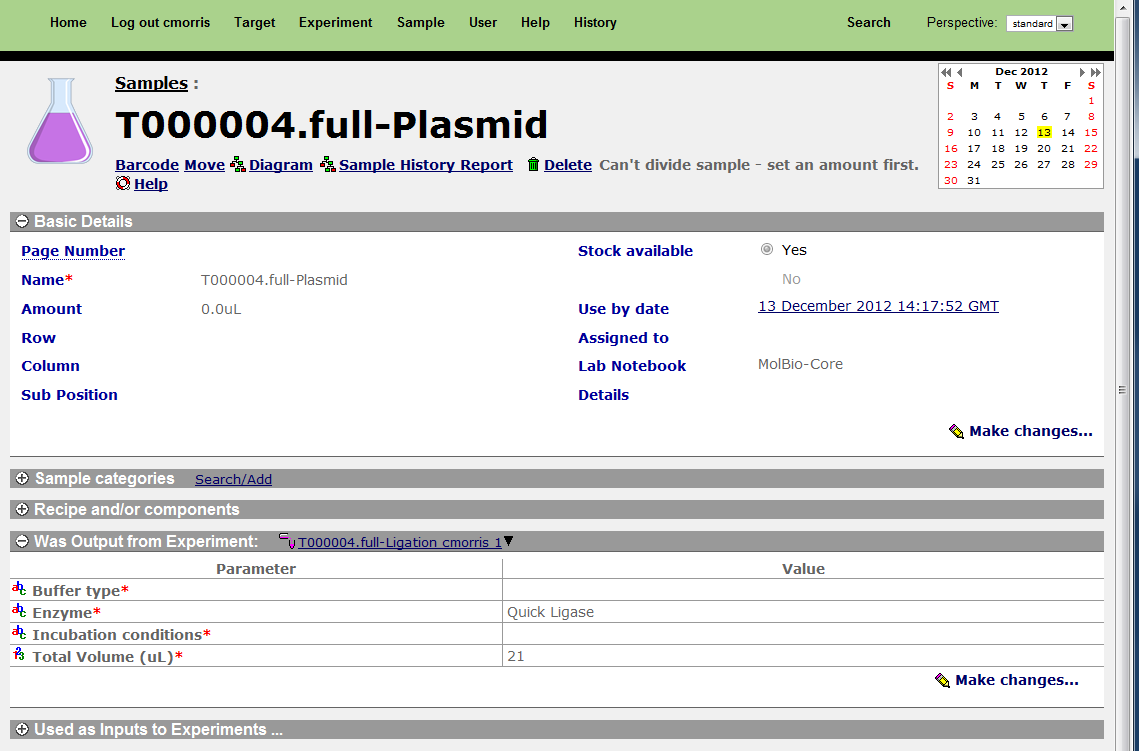 Home Log out cmorris Target Experiment Sample User Help History Search Perspective: standard
Samples :
T000004.full-Plasmid
Barcode Move Diagram Sample History Report Delete Can't divide sample - set an amount first.
Help
Dec 2012
S M T W T F S
1
2 3 4 5 6 7 8
9 10 11 12 13 14 15
16 17 18 19 20 21 22
23 24 25 26 27 28 29
30 31
Basic Details
Page Number
Name* T000004.full-Plasmid
Amount 0.0uL
Row
Column
Sub Position
Stock available Yes
No
Use by date 13 December 2012 14:17:52 GMT
Assigned to
Lab Notebook MolBio-Core
Details
Make changes...
Sample categories Search/Add
Recipe and/or components
Was Output from Experiment: T000004.full-Ligation cmorris 1
Parameter Value
abc Buffer type*
abc Enzyme* Quick Ligase
abc Incubation conditions*
123 Total Volume (uL)* 21
Make changes...
Used as Inputs to Experiments ...